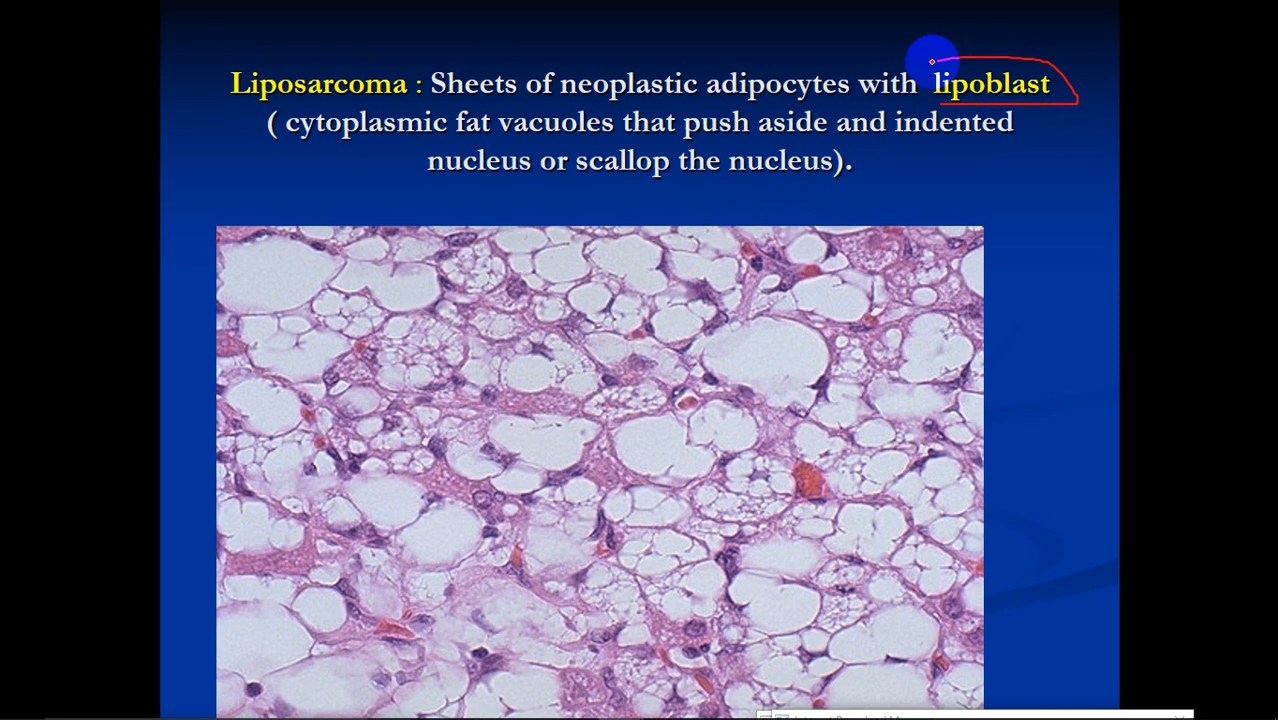 Liposarcoma : Sheets of neoplastic adipocytes with lipoblast
( cytoplasmic fat vacuoles that push aside and indented
nucleus or scallop the nucleus).